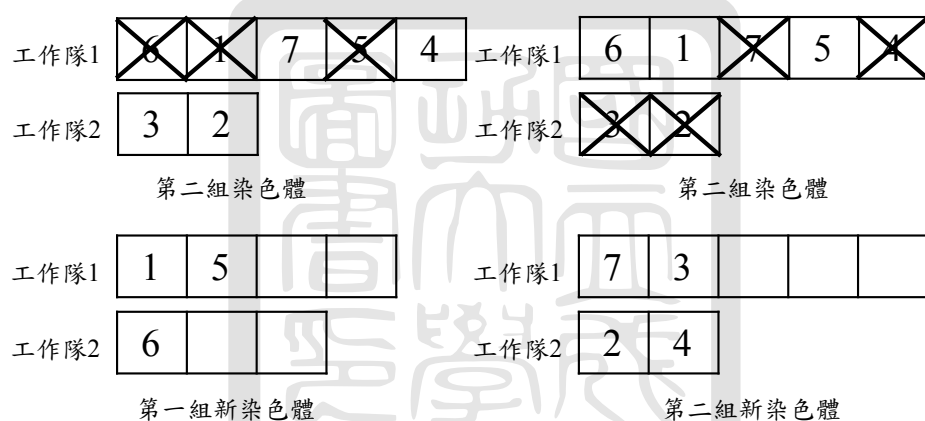 工作隊1 6 1 7 5 4
工作隊2 3 2
第二組染色體
工作隊1 6 1 7 5 4
工作隊2 3 2
第二組染色體
工作隊1 1 5
工作隊2 6
第一組新染色體
工作隊1 7 3
工作隊2 2 4
第二組新染色體